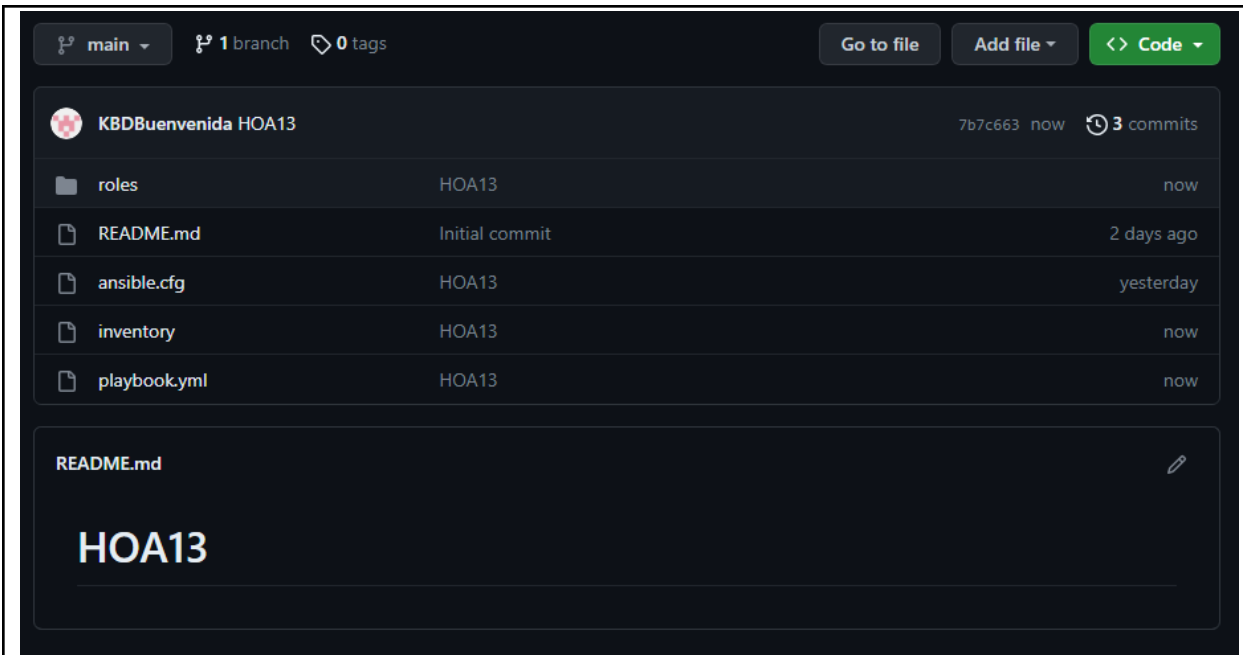 main 1 branch 0 tags Go to file Add file <> Code
KBDBuenvenida HOA13 7b7c663 now 3 commits
roles HOA13 now
README.md Initial commit 2 days ago
ansible.cfg HOA13 yesterday
inventory HOA13 now
playbook.yml HOA13 now
README.md
HOA13